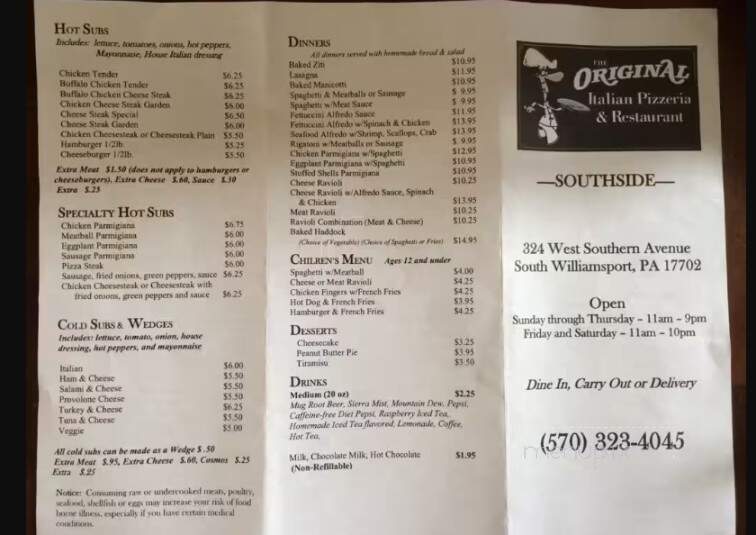 HOT SUBS
Includes: lettuce, tomatoes, onions, hot peppers,
Mayonnaise, House Italian dressing
Chicken Tender $6.25
Buffalo Chicken Tender $6.25
Buffalo Chicken Cheese Steak $6.25
Chicken Cheese Steak Garden $6.00
Cheese Steak Special $6.50
Cheese Steak Garden $6.00
Chicken Cheesesteak or Cheesesteak Plain $5.50
Hamburger 1/2lb. $5.25
Cheeseburger 1/2lb. $5.50
Extra Meat $1.50 (does not apply to hamburgers or
cheeseburgers), Extra Cheese $.60, Sauce $.50
Extra $.25
SPECIALTY HOT SUBS
Chicken Parmigiana $6.75
Meatball Parmigiana $6.00
Eggplant Parmigiana $6.00
Sausage Parmigiana $6.00
Pizza Steak $6.00
Sausage, fried onions, green peppers, sauce $6.25
Chicken Cheesesteak or Cheesesteak with
fried onions, green peppers and sauce $6.25
COLD SUBS & WEDGES
Includes: lettuce, tomato, onion, house
dressing, hot peppers, and mayonnaise
Italian $6.00
Ham & Cheese $5.50
Salami & Cheese $5.50
Provolone Cheese $5.50
Turkey & Cheese $6.25
Tuna & Cheese $5.50
Veggie $5.00
All cold subs can be made as a Wedge $.50
Extra Meat $.95, Extra Cheese $.60, Cosmos $.25
Extra $.25
Notice: Consuming raw or undercooked meats, poultry,
seafood, shellfish or eggs may increase your risk of food
borne illness, especially if you have certain medical
conditions.
DINNERS
All dinners served with homemade bread & salad
Baked Ziti $10.95
Lasagna $11.95
Baked Manicotti $10.95
Spaghetti & Meatballs or Sausage $ 9.95
Spaghetti w/Meat Sauce $ 9.95
Fettuccini Alfredo Sauce $11.95
Fettuccini Alfredo w/Spinach & Chicken $13.95
Seafood Alfredo w/Shrimp, Scallops, Crab $13.95
Rigatoni w/Meatballs or Sausage $ 9.95
Chicken Parmigiana w/Spaghetti $12.95
Eggplant Parmigiana w/Spaghetti $10.95
Stuffed Shells Parmigiana $10.95
Cheese Ravioli $10.25
Cheese Ravioli w/Alfredo Sauce, Spinach
& Chicken $13.95
Meat Ravioli $10.25
Ravioli Combination (Meat & Cheese) $10.25
Baked Haddock
(Choice of Vegetable) (Choice of Spaghetti or Fries) $14.95
CHILREN'S MENU Ages 12 and under
Spaghetti w/Meatball $4.00
Cheese or Meat Ravioli $4.25
Chicken Fingers w/French Fries $4.25
Hot Dog & French Fries $3.95
Hamburger & French Fries $4.25
DESSERTS
Cheesecake $3.25
Peanut Butter Pie $3.95
Tiramisu $3.50
DRINKS
Medium (20 oz) $2.25
Mug Root Beer, Sierra Mist, Mountain Dew, Pepsi,
Caffeine-free Diet Pepsi, Raspberry Iced Tea,
Homemade Iced Tea flavored, Lemonade, Coffee,
Hot Tea,
Milk, Chocolate Milk, Hot Chocolate $1.95
(Non-Refillable)
THE
ORIGINAL
Italian Pizzeria
& Restaurant
—SOUTHSIDE—
324 West Southern Avenue
South Williamsport, PA 17702
Open
Sunday through Thursday – 11am – 9pm
Friday and Saturday – 11am – 10pm
Dine In, Carry Out or Delivery
(570) 323-4045